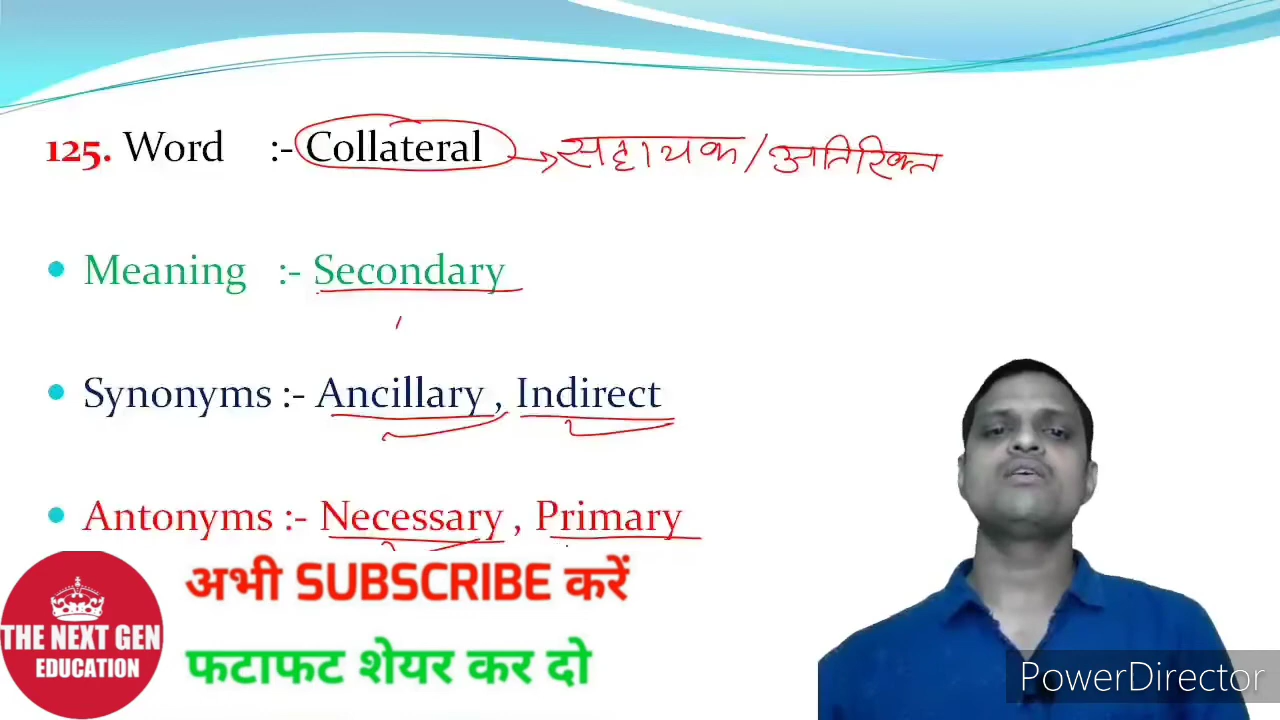 125. Word :- Collateral → सहायक/अतिरिक्त
• Meaning :- Secondary
• Synonyms :- Ancillary , Indirect
• Antonyms :- Necessary , Primary
THE NEXT GEN
EDUCATION
अभी SUBSCRIBE करें
फटाफट शेयर कर दो
PowerDirector